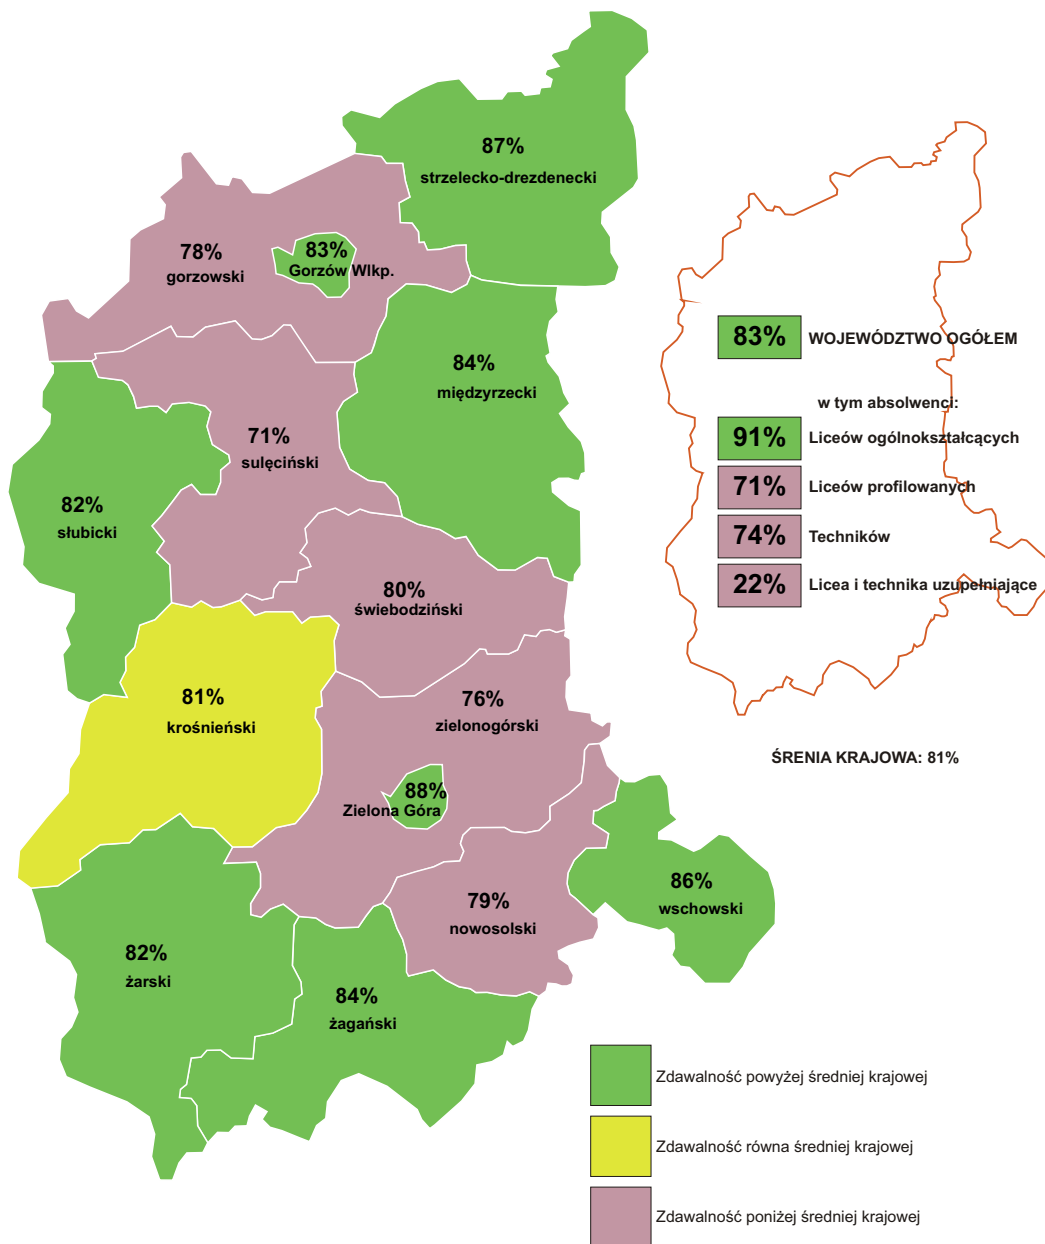 87%
strzelecko-drezdenecki
78%
gorzowski
83%
Gorzów Wlkp.
84%
międzyrzecki
71%
sulęciński
82%
słubicki
80%
świebodziński
81%
krośnieński
76%
zielonogórski
88%
Zielona Góra
86%
wschowski
79%
nowosolski
82%
żarski
84%
żagański
83% WOJEWÓDZTWO OGÓŁEM
w tym absolwenci:
91% Liceów ogólnokształcących
71% Liceów profilowanych
74% Techników
22% Licea i technika uzupełniające
ŚRENIA KRAJOWA: 81%
Zdawalność powyżej średniej krajowej
Zdawalność równa średniej krajowej
Zdawalność poniżej średniej krajowej